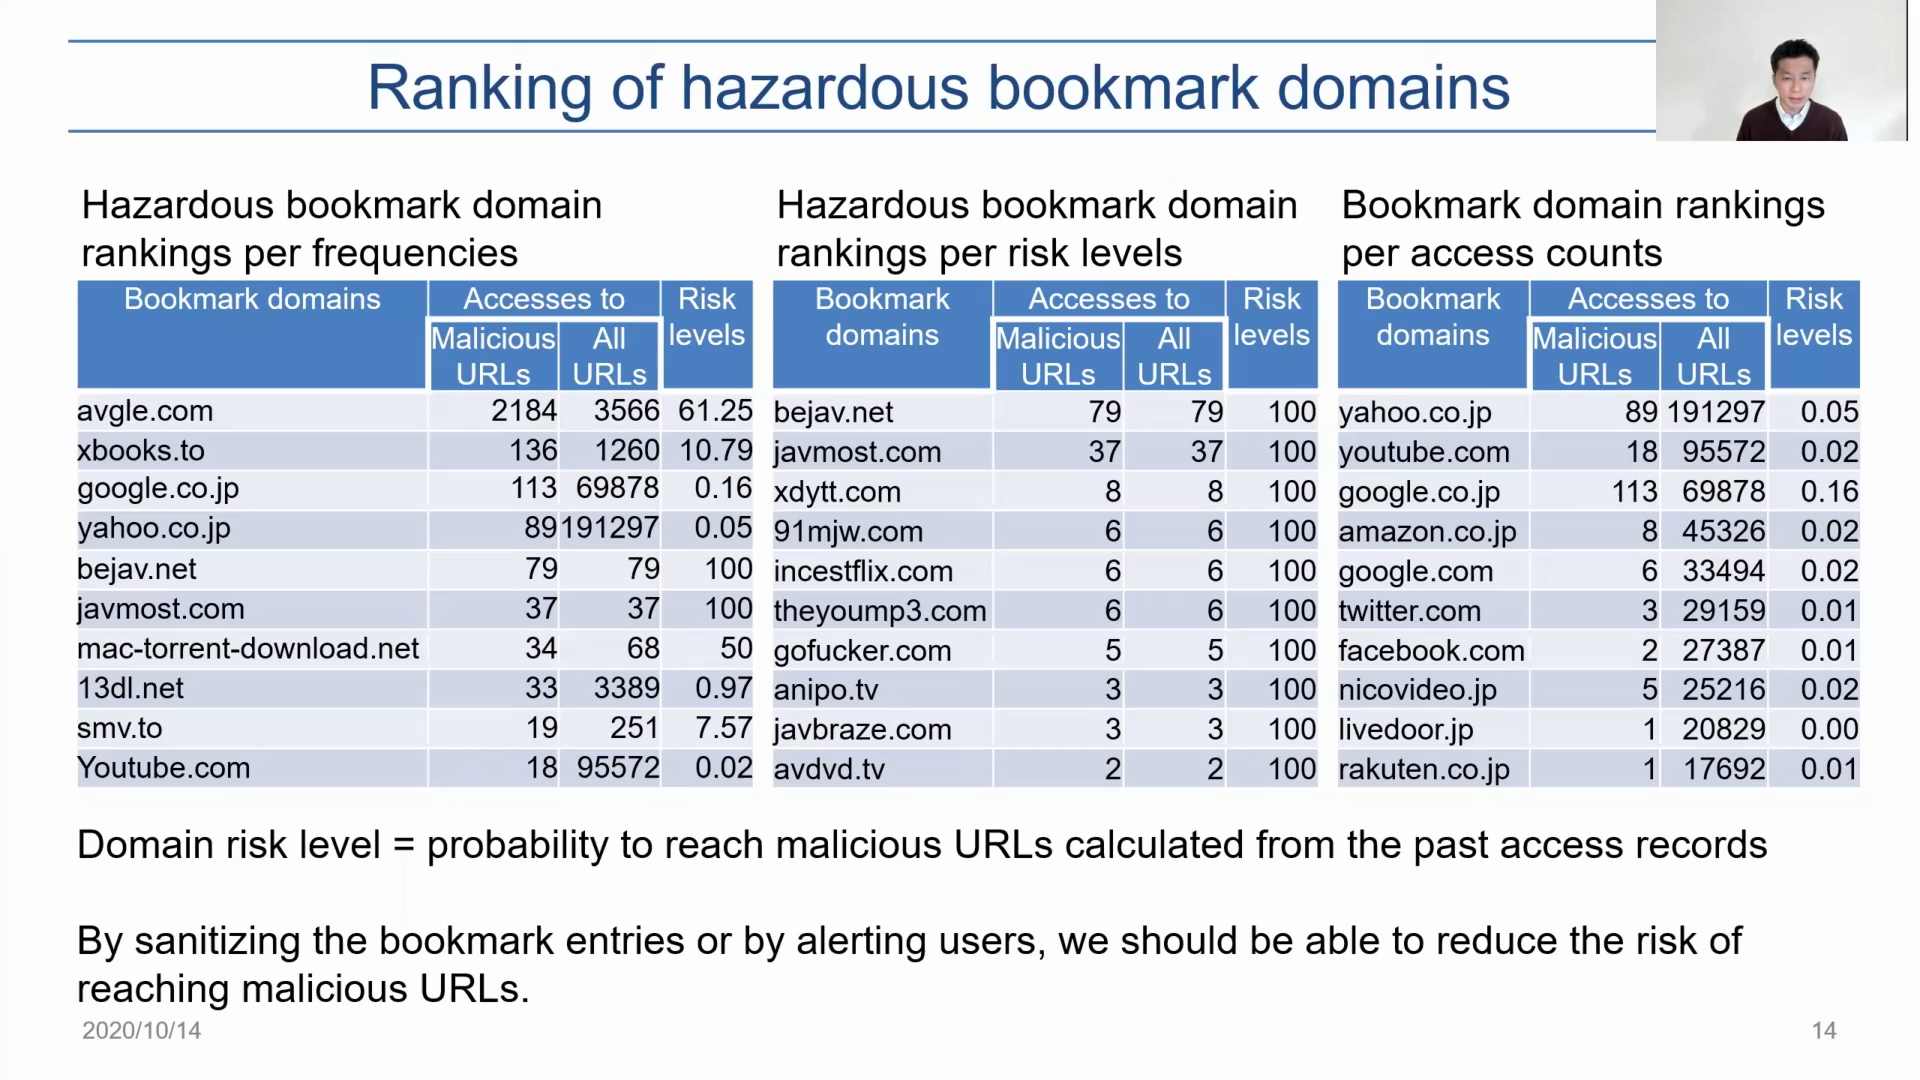 Ranking of hazardous bookmark domains
Hazardous bookmark domain
rankings per frequencies
Bookmark domains Accesses to Risk levels
Malicious URLs All URLs
avgle.com 2184 3566 61.25
xbooks.to 136 1260 10.79
google.co.jp 113 69878 0.16
yahoo.co.jp 89 191297 0.05
bejav.net 79 79 100
javmost.com 37 37 100
mac-torrent-download.net 34 68 50
13dl.net 33 3389 0.97
smv.to 19 251 7.57
Youtube.com 18 95572 0.02
Hazardous bookmark domain
rankings per risk levels
Bookmark domains Accesses to Risk levels
Malicious URLs All URLs
bejav.net 79 79 100
javmost.com 37 37 100
xdytt.com 8 8 100
91mjw.com 6 6 100
incestflix.com 6 6 100
theyoump3.com 6 6 100
gofucker.com 5 5 100
anipo.tv 3 3 100
javbraze.com 3 3 100
avdvd.tv 2 2 100
Bookmark domain rankings
per access counts
Bookmark domains Accesses to Risk levels
Malicious URLs All URLs
yahoo.co.jp 89 191297 0.05
youtube.com 18 95572 0.02
google.co.jp 113 69878 0.16
amazon.co.jp 8 45326 0.02
google.com 6 33494 0.02
twitter.com 3 29159 0.01
facebook.com 2 27387 0.01
nicovideo.jp 5 25216 0.02
livedoor.jp 1 20829 0.00
rakuten.co.jp 1 17692 0.01
Domain risk level = probability to reach malicious URLs calculated from the past access records
By sanitizing the bookmark entries or by alerting users, we should be able to reduce the risk of
reaching malicious URLs.
2020/10/14
14